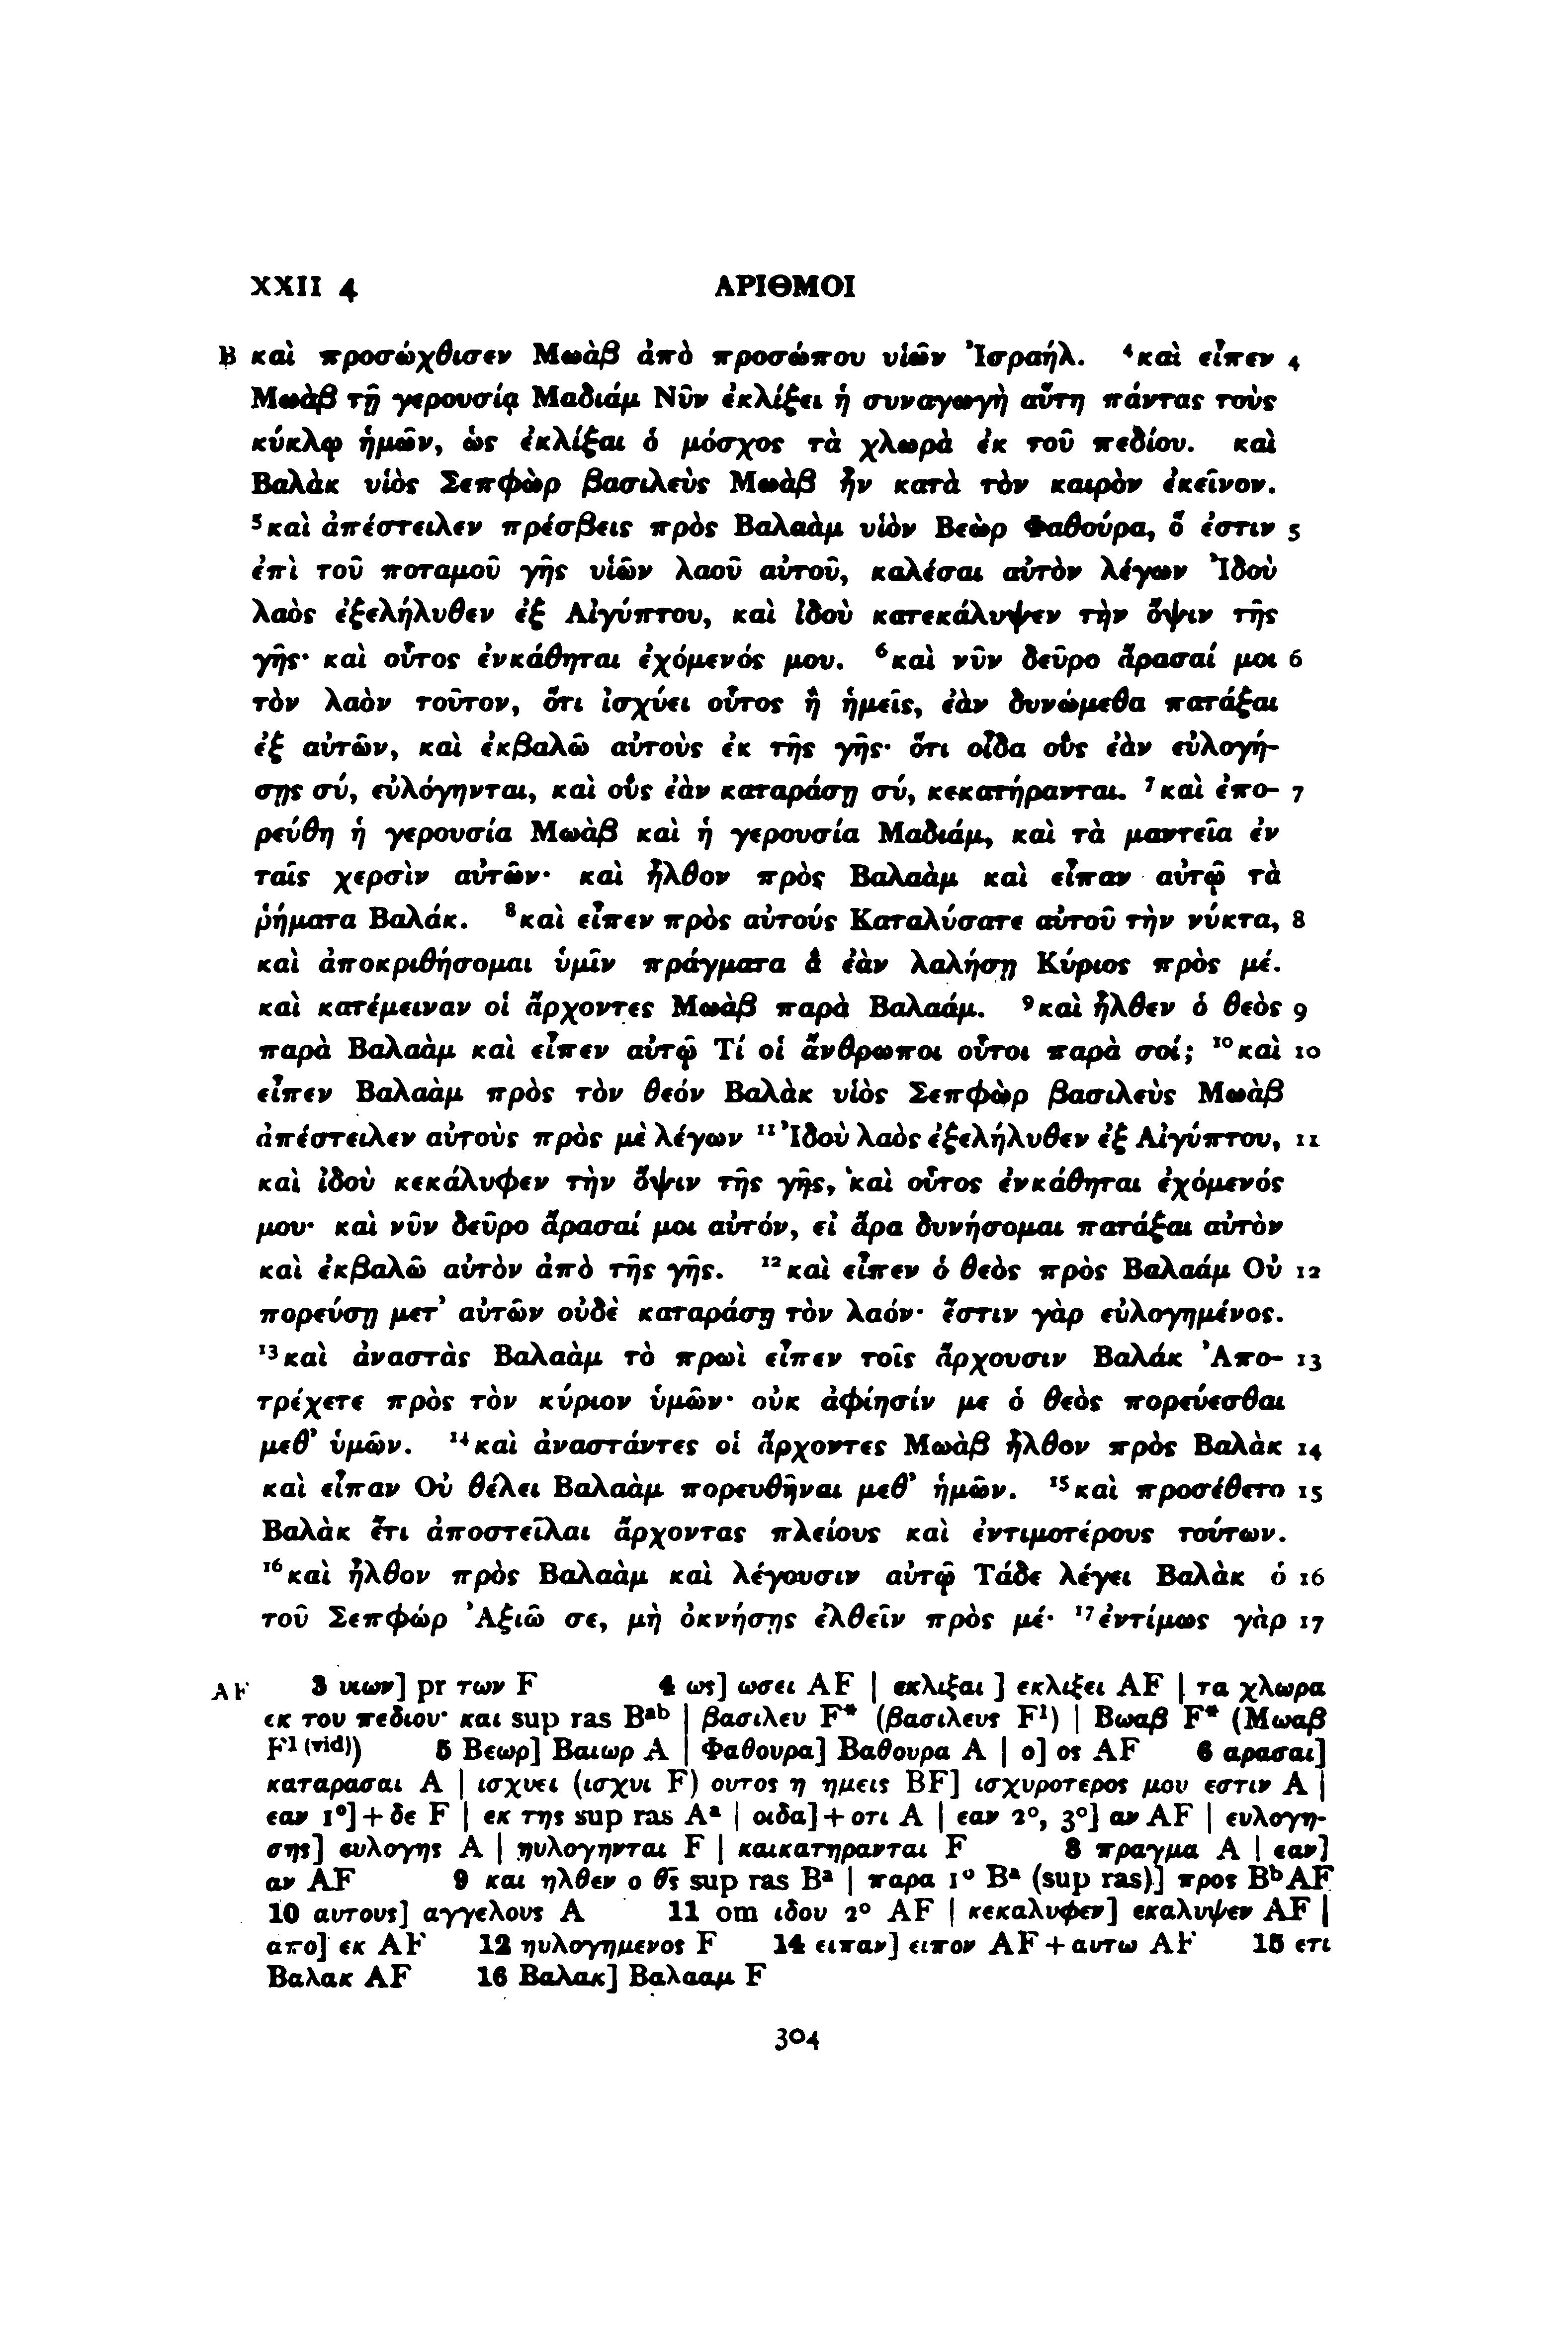 XXII 4 ΑΡΙΘΜΟΙ
B καὶ προσώχθισεν Μωὰβ ἀπὸ προσώπου υἱῶν Ἰσραήλ. ⁴καὶ εἶπεν 4
Μωὰβ τῇ γερουσίᾳ Μαδιάμ Νῦν ἐκλίξει ἡ συναγωγὴ αὕτη πάντας τοὺς
κύκλῳ ἡμῶν, ὡς ἐκλίξαι ὁ μόσχος τὰ χλωρὰ ἐκ τοῦ πεδίου. καὶ
Βαλὰκ υἱὸς Σεπφὼρ βασιλεὺς Μωὰβ ἦν κατὰ τὸν καιρὸν ἐκεῖνον.
⁵καὶ ἀπέστειλεν πρέσβεις πρὸς Βαλαὰμ υἱὸν Βεὼρ Φαθούρα, ὅ ἐστιν 5
ἐπὶ τοῦ ποταμοῦ γῆς υἱῶν λαοῦ αὐτοῦ, καλέσαι αὐτὸν λέγων Ἰδοὺ
λαὸς ἐξελήλυθεν ἐξ Αἰγύπτου, καὶ ἰδοὺ κατεκάλυψεν τὴν ὄψιν τῆς
γῆς· καὶ οὗτος ἐνκάθηται ἐχόμενός μου. ⁶καὶ νῦν δεῦρο ἄρασαί μοι 6
τὸν λαὸν τοῦτον, ὅτι ἰσχύει οὗτος ἢ ἡμεῖς, ἐὰν δυνώμεθα πατάξαι
ἐξ αὐτῶν, καὶ ἐκβαλῶ αὐτοὺς ἐκ τῆς γῆς· ὅτι οἶδα οὓς ἐὰν εὐλογή-
σῃς σύ, εὐλόγηνται, καὶ οὓς ἐὰν καταράσῃ σύ, κεκατήρανται. ⁷καὶ ἐπο- 7
ρεύθη ἡ γερουσία Μωὰβ καὶ ἡ γερουσία Μαδιάμ, καὶ τὰ μαντεῖα ἐν
ταῖς χερσὶν αὐτῶν· καὶ ἦλθον πρὸς Βαλαὰμ καὶ εἶπαν αὐτῷ τὰ
ῥήματα Βαλάκ. ⁸καὶ εἶπεν πρὸς αὐτούς Καταλύσατε αὐτοῦ τὴν νύκτα, 8
καὶ ἀποκριθήσομαι ὑμῖν πράγματα ἃ ἐὰν λαλήσῃ Κύριος πρὸς μέ.
καὶ κατέμειναν οἱ ἄρχοντες Μωὰβ παρὰ Βαλαάμ. ⁹καὶ ἦλθεν ὁ θεὸς 9
παρὰ Βαλαὰμ καὶ εἶπεν αὐτῷ Τί οἱ ἄνθρωποι οὗτοι παρὰ σοί; ¹⁰καὶ 10
εἶπεν Βαλαὰμ πρὸς τὸν θεόν Βαλὰκ υἱὸς Σεπφὼρ βασιλεὺς Μωὰβ
ἀπέστειλεν αὐτοὺς πρὸς μὲ λέγων ¹¹Ἰδοὺ λαὸς ἐξελήλυθεν ἐξ Αἰγύπτου, 11
καὶ ἰδοὺ κεκάλυφεν τὴν ὄψιν τῆς γῆς, καὶ οὗτος ἐνκάθηται ἐχόμενός
μου· καὶ νῦν δεῦρο ἄρασαί μοι αὐτόν, εἰ ἄρα δυνήσομαι πατάξαι αὐτὸν
καὶ ἐκβαλῶ αὐτὸν ἀπὸ τῆς γῆς. ¹²καὶ εἶπεν ὁ θεὸς πρὸς Βαλαάμ Οὐ 12
πορεύσῃ μετ᾽ αὐτῶν οὐδὲ καταράσῃ τὸν λαόν· ἔστιν γὰρ εὐλογημένος.
¹³καὶ ἀναστὰς Βαλαὰμ τὸ πρωὶ εἶπεν τοῖς ἄρχουσιν Βαλάκ Ἀπο- 13
τρέχετε πρὸς τὸν κύριον ὑμῶν· οὐκ ἀφίησίν με ὁ θεὸς πορεύεσθαι
μεθ᾽ ὑμῶν. ¹⁴καὶ ἀναστάντες οἱ ἄρχοντες Μωὰβ ἦλθον πρὸς Βαλὰκ 14
καὶ εἶπαν Οὐ θέλει Βαλαὰμ πορευθῆναι μεθ᾽ ἡμῶν. ¹⁵καὶ προσέθετο 15
Βαλὰκ ἔτι ἀποστεῖλαι ἄρχοντας πλείους καὶ ἐντιμοτέρους τούτων.
¹⁶καὶ ἦλθον πρὸς Βαλαὰμ καὶ λέγουσιν αὐτῷ Τάδε λέγει Βαλὰκ ὁ 16
τοῦ Σεπφώρ Ἀξιῶ σε, μὴ ὀκνήσῃς ἐλθεῖν πρὸς μέ· ¹⁷ἐντίμως γὰρ 17
AF 3 υιων] pr των F 4 ως] ωσει AF | εκλιξαι] εκλιξει AF | τα χλωρα
εκ του πεδιου· και sup ras Bᵃᵇ | βασιλευ F* (βασιλευς F¹) | Βωαβ F* (Μωαβ
F¹ ⁽ᵛⁱᵈ⁾) 5 Βεωρ] Βαιωρ A | Φαθουρα] Βαθουρα A | ο] ος AF 6 αρασαι]
καταρασαι A | ισχυει (ισχυι F) ουτος η ημεις BF] ισχυροτερος μου εστιν A |
εαν 1°]+δε F | εκ της sup ras Aᵃ | οιδα]+οτι A | εαν 2°, 3°] αν AF | ευλογη-
σης] ευλογης A | ηυλογηνται F | καικατηρανται F 8 πραγμα A | εαν]
αν AF 9 και ηλθεν ο θ̅ς̅ sup ras Bᵃ | παρα 1° Bᵃ (sup ras)] προς BᵇAF
10 αυτους] αγγελους A 11 om ιδου 2° AF | κεκαλυφεν] εκαλυψεν AF |
απο] εκ AF 12 ηυλογημενος F 14 ειπαν] ειπον AF+αυτω AF 15 ετι
Βαλακ AF 16 Βαλακ] Βαλααμ F
304